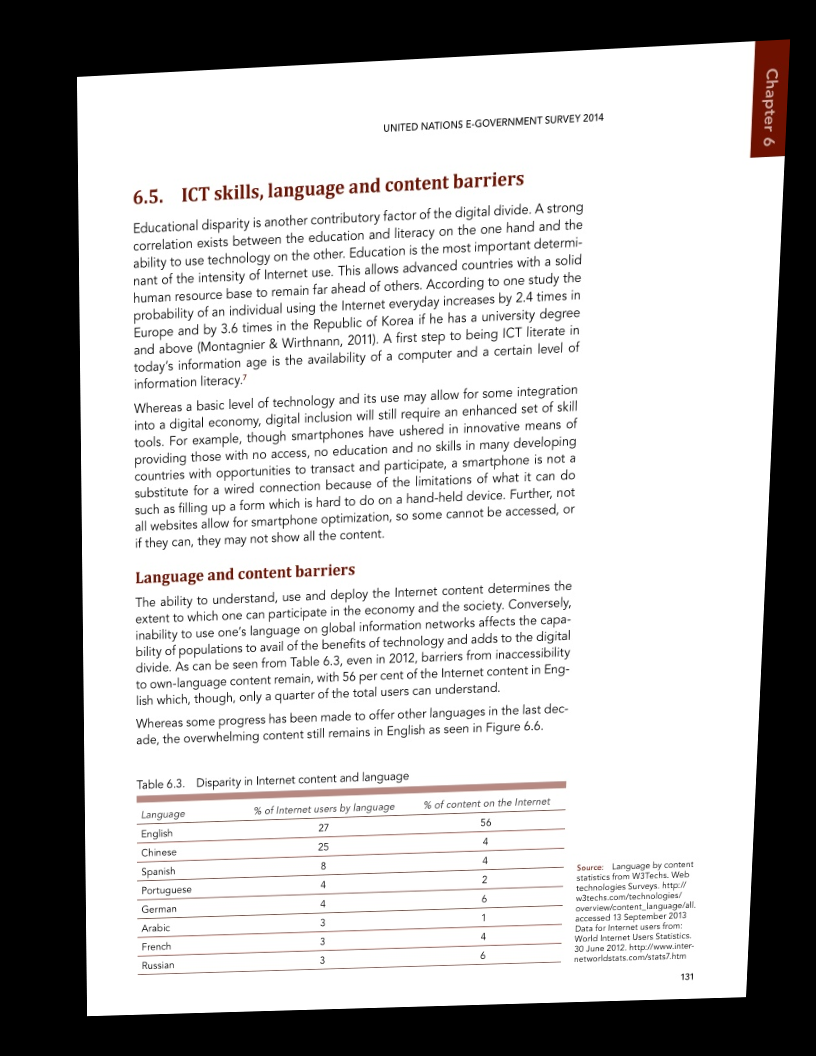 Chapter 6
UNITED NATIONS E-GOVERNMENT SURVEY 2014
6.5. ICT skills, language and content barriers
Educational disparity is another contributory factor of the digital divide. A strong
correlation exists between the education and literacy on the one hand and the
ability to use technology on the other. Education is the most important determi-
nant of the intensity of Internet use. This allows advanced countries with a solid
human resource base to remain far ahead of others. According to one study the
probability of an individual using the Internet everyday increases by 2.4 times in
Europe and by 3.6 times in the Republic of Korea if he has a university degree
and above (Montagnier & Wirthnann, 2011). A first step to being ICT literate in
today's information age is the availability of a computer and a certain level of
information literacy.7
Whereas a basic level of technology and its use may allow for some integration
into a digital economy, digital inclusion will still require an enhanced set of skill
tools. For example, though smartphones have ushered in innovative means of
providing those with no access, no education and no skills in many developing
countries with opportunities to transact and participate, a smartphone is not a
substitute for a wired connection because of the limitations of what it can do
such as filling up a form which is hard to do on a hand-held device. Further, not
all websites allow for smartphone optimization, so some cannot be accessed, or
if they can, they may not show all the content.
Language and content barriers
The ability to understand, use and deploy the Internet content determines the
extent to which one can participate in the economy and the society. Conversely,
inability to use one's language on global information networks affects the capa-
bility of populations to avail of the benefits of technology and adds to the digital
divide. As can be seen from Table 6.3, even in 2012, barriers from inaccessibility
to own-language content remain, with 56 per cent of the Internet content in Eng-
lish which, though, only a quarter of the total users can understand.
Whereas some progress has been made to offer other languages in the last dec-
ade, the overwhelming content still remains in English as seen in Figure 6.6.
Table 6.3. Disparity in Internet content and language
Language % of Internet users by language % of content on the Internet
English 27 56
Chinese 25 4
Spanish 8 4
Portuguese 4 2
German 4 6
Arabic 3 1
French 3 4
Russian 3 6
Source: Language by content
statistics from W3Techs. Web
technologies Surveys. http://
w3techs.com/technologies/
overview/content_language/all.
accessed 13 September 2013
Data for Internet users from:
World Internet Users Statistics.
30 June 2012. http://www.inter-
networldstats.com/stats7.htm
131